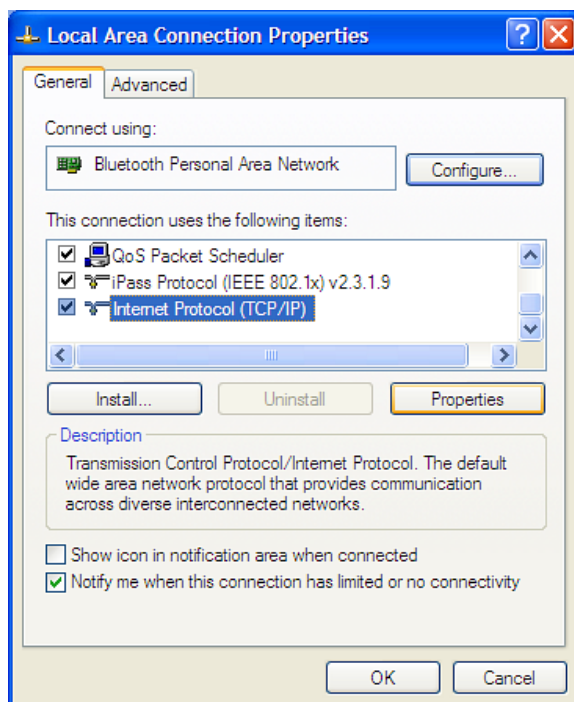 Local Area Connection Properties
General
Advanced
Connect using:
Bluetooth Personal Area Network
Configure...
This connection uses the following items:
QoS Packet Scheduler
iPass Protocol (IEEE 802.1x) v2.3.1.9
Internet Protocol (TCP/IP)
Install...
Uninstall
Properties
Description
Transmission Control Protocol/Internet Protocol. The default
wide area network protocol that provides communication
across diverse interconnected networks.
Show icon in notification area when connected
Notify me when this connection has limited or no connectivity
OK
Cancel